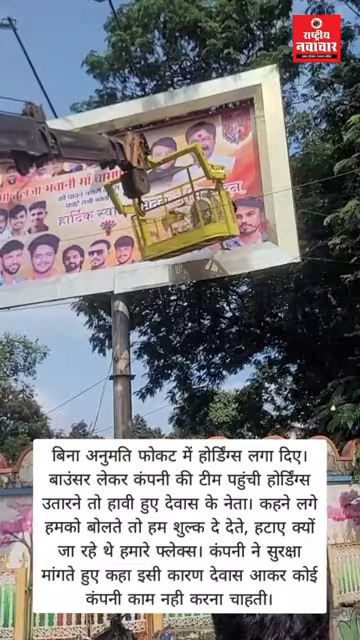 राष्ट्रीय
नवाचार
भवानी माँ
हार्दिक
बिना अनुमति फोकट में होर्डिंग्स लगा दिए।
बाउंसर लेकर कंपनी की टीम पहुंची होर्डिंग्स
उतारने तो हावी हुए देवास के नेता। कहने लगे
हमको बोलते तो हम शुल्क दे देते, हटाए क्यों
जा रहे थे हमारे फ्लेक्स। कंपनी ने सुरक्षा
मांगते हुए कहा इसी कारण देवास आकर कोई
कंपनी काम नही करना चाहती।